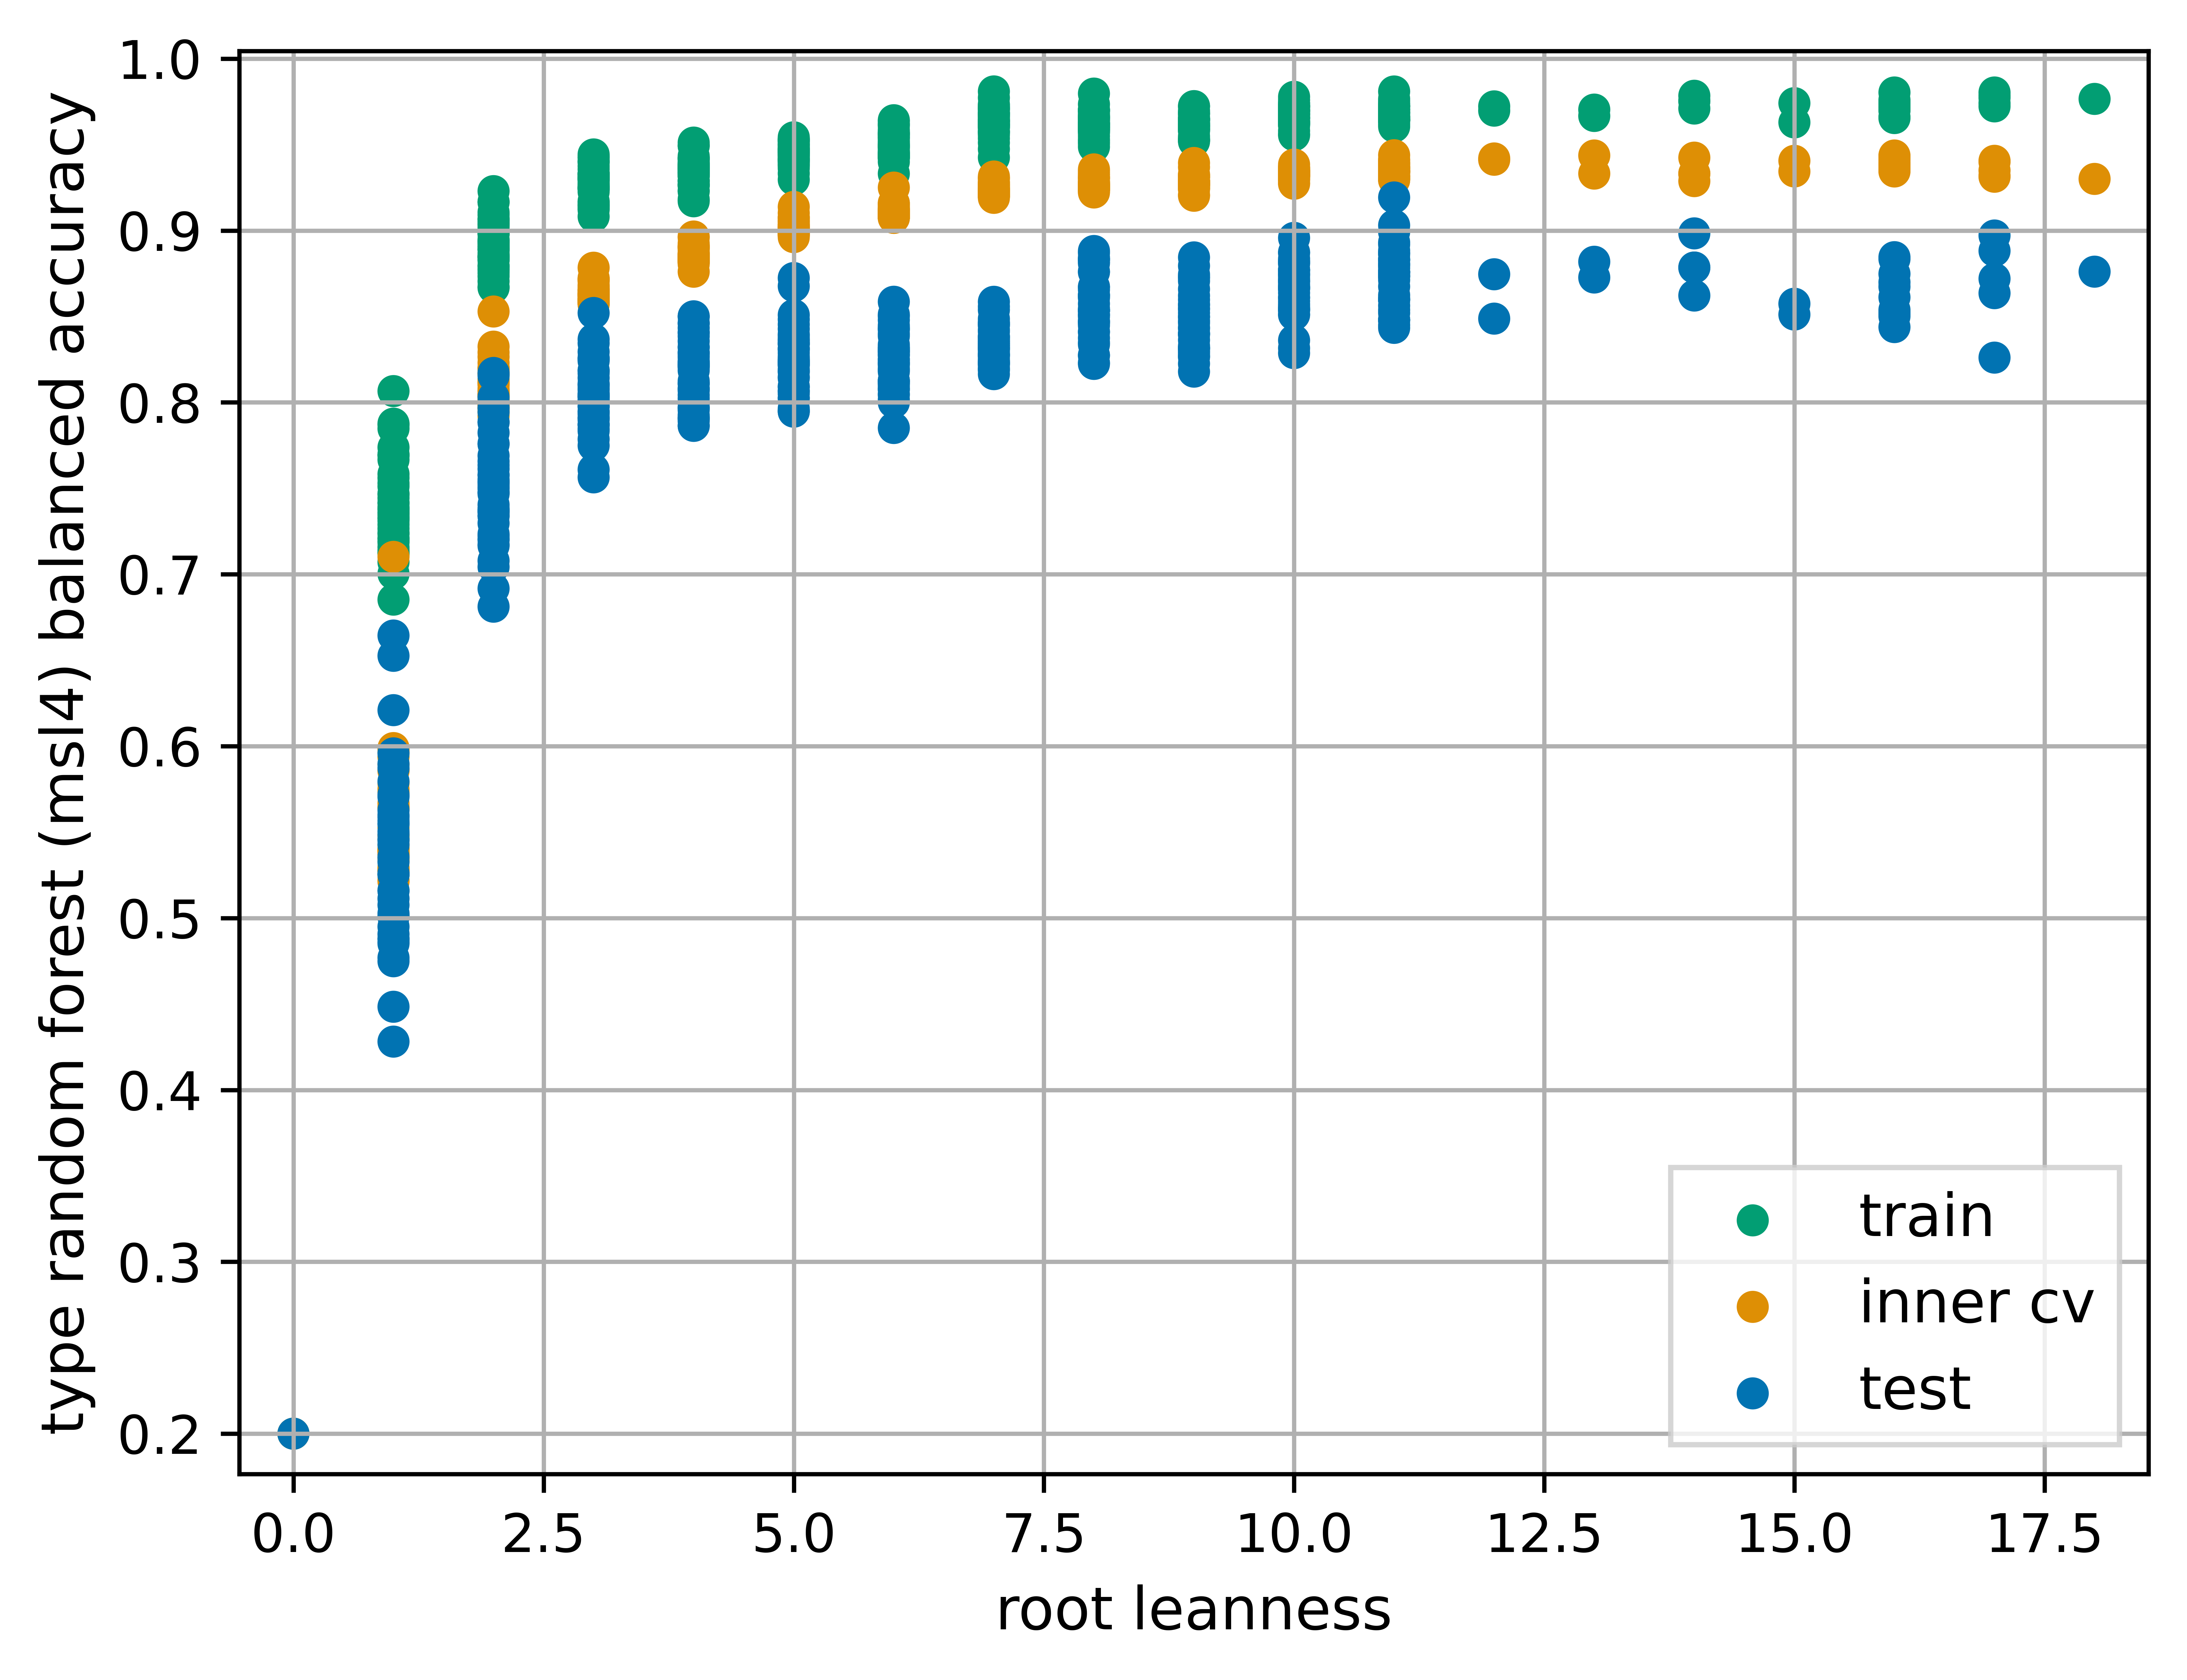 type random forest (msl4) balanced accuracy
1.0
0.9
0.8
0.7
0.6
0.5
0.4
0.3
0.2
train
inner cv
test
0.0 2.5 5.0 7.5 10.0 12.5 15.0 17.5
root leanness